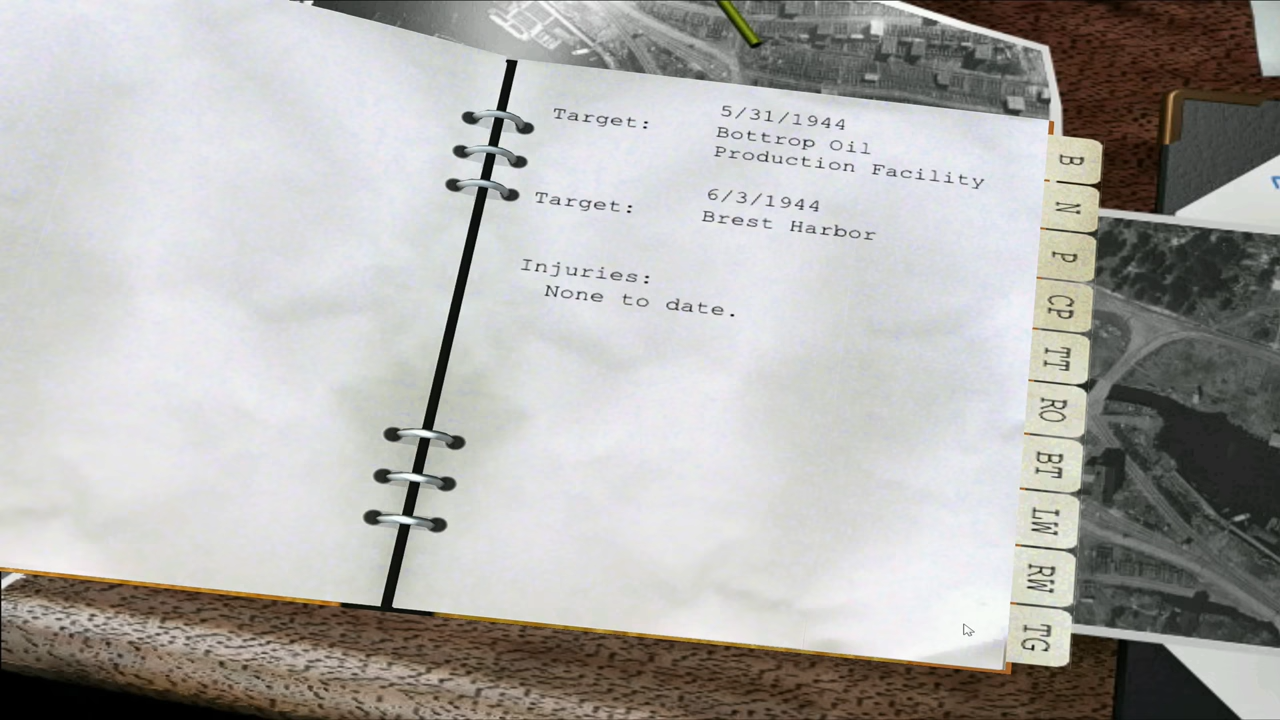 5/31/1944
Target: Bottrop Oil
Production Facility
6/3/1944
Target: Brest Harbor
Injuries:
None to date.
B
N
P
CP
TT
RO
BT
LW
RW
TG